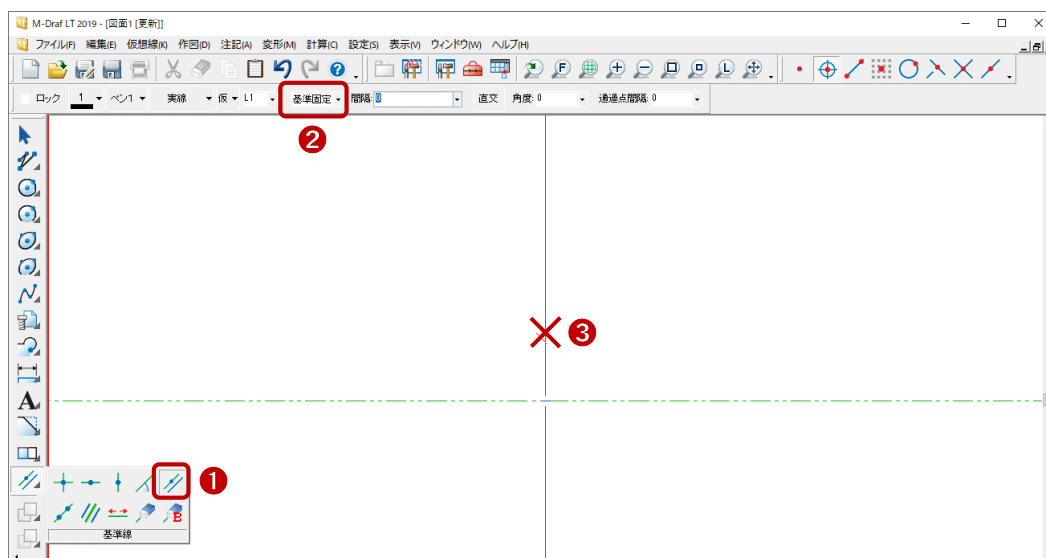 M-Draf LT 2019 - [図面1 [更新]]
ファイル(F) 編集(E) 仮想線(K) 作図(D) 注記(A) 変形(M) 計算(C) 設定(S) 表示(V) ウィンドウ(W) ヘルプ(H)
ロック 1 ペン1 実線 仮 L1 基準固定 間隔: 0 直交 角度: 0 通過点間隔: 0
2
3
A
1
B
基準線